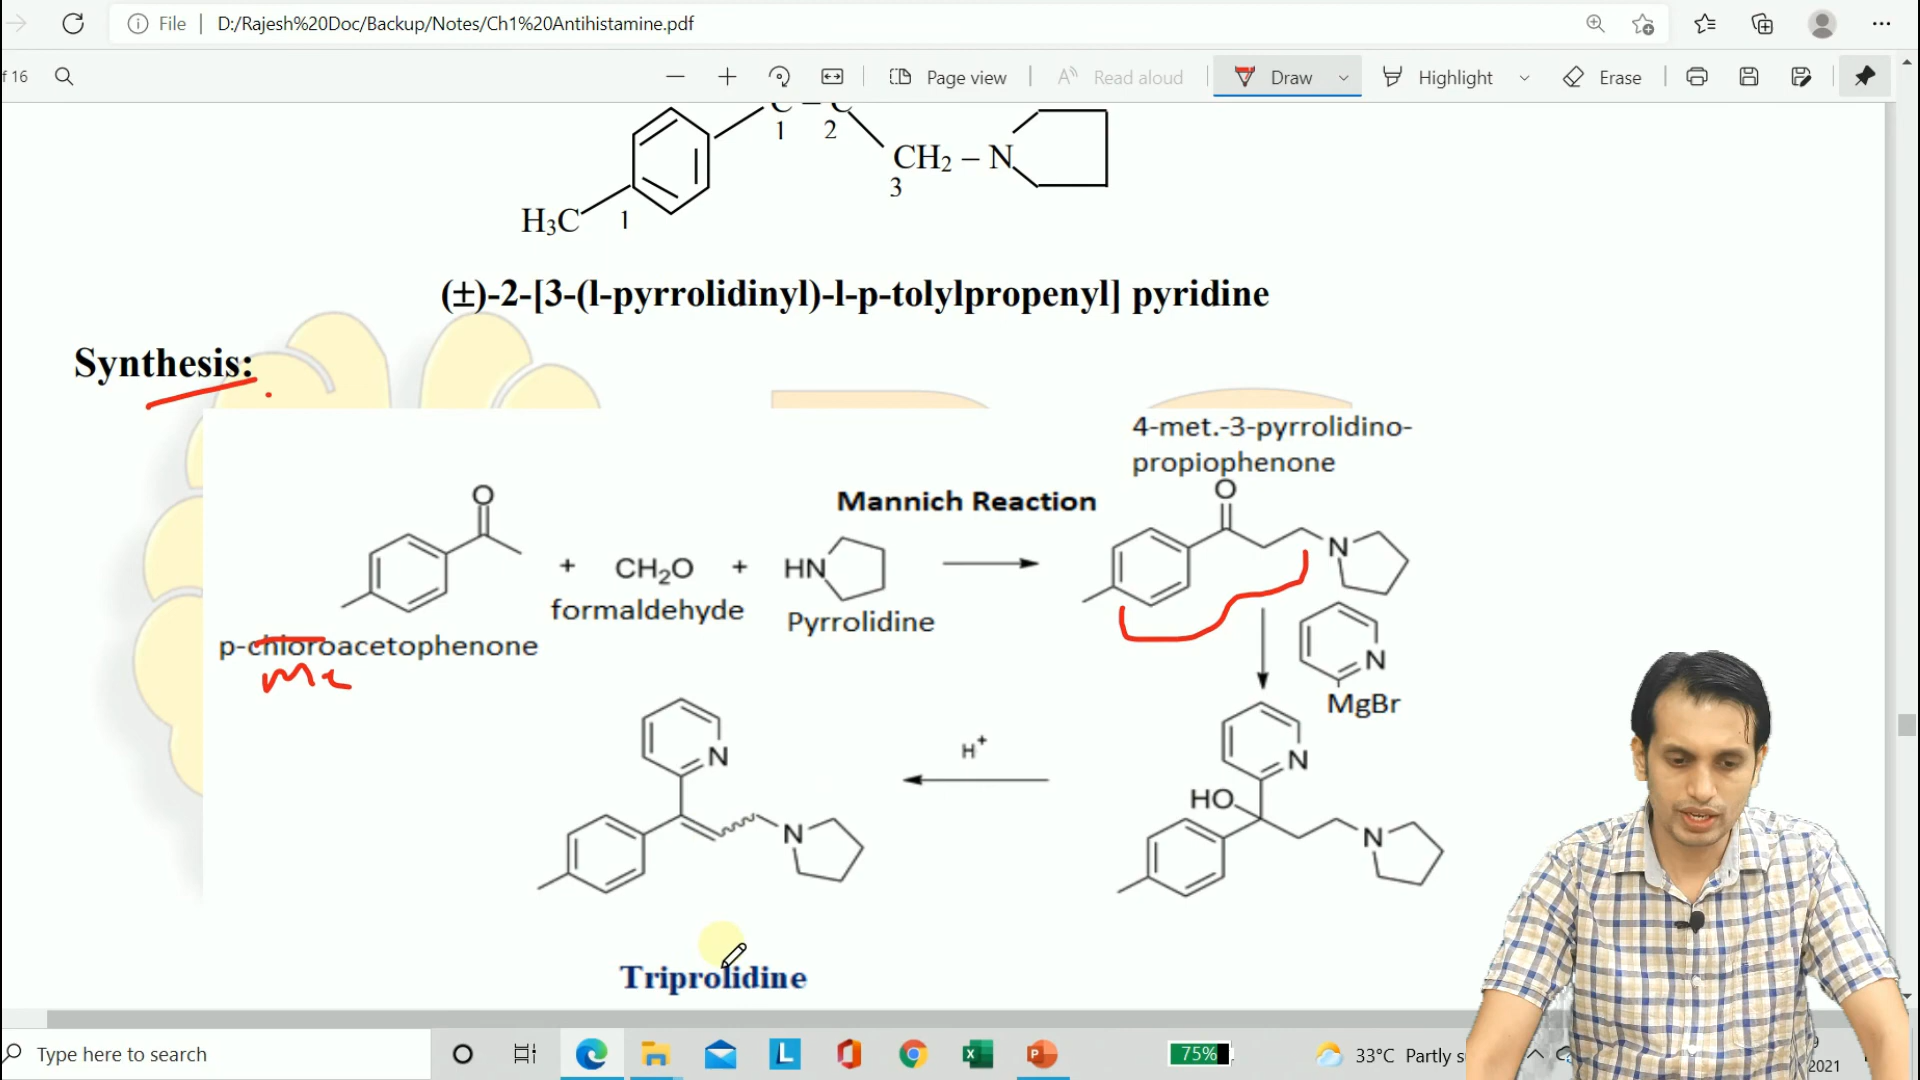 File | D:/Rajesh%20Doc/Backup/Notes/Ch1%20Antihistamine.pdf
f 16
Page view
Read aloud
Draw
Highlight
Erase
1 2
CH₂ – N
3
H₃C 1
(±)-2-[3-(l-pyrrolidinyl)-l-p-tolylpropenyl] pyridine
Synthesis:
4-met.-3-pyrrolidino-
propiophenone
O
O
Mannich Reaction
+ CH₂O + HN
N
formaldehyde
Pyrrolidine
p-chloroacetophenone
Me
N
MgBr
N
H⁺
N
HO
N
N
Triprolidine
Type here to search
75%
33°C Partly s
2021